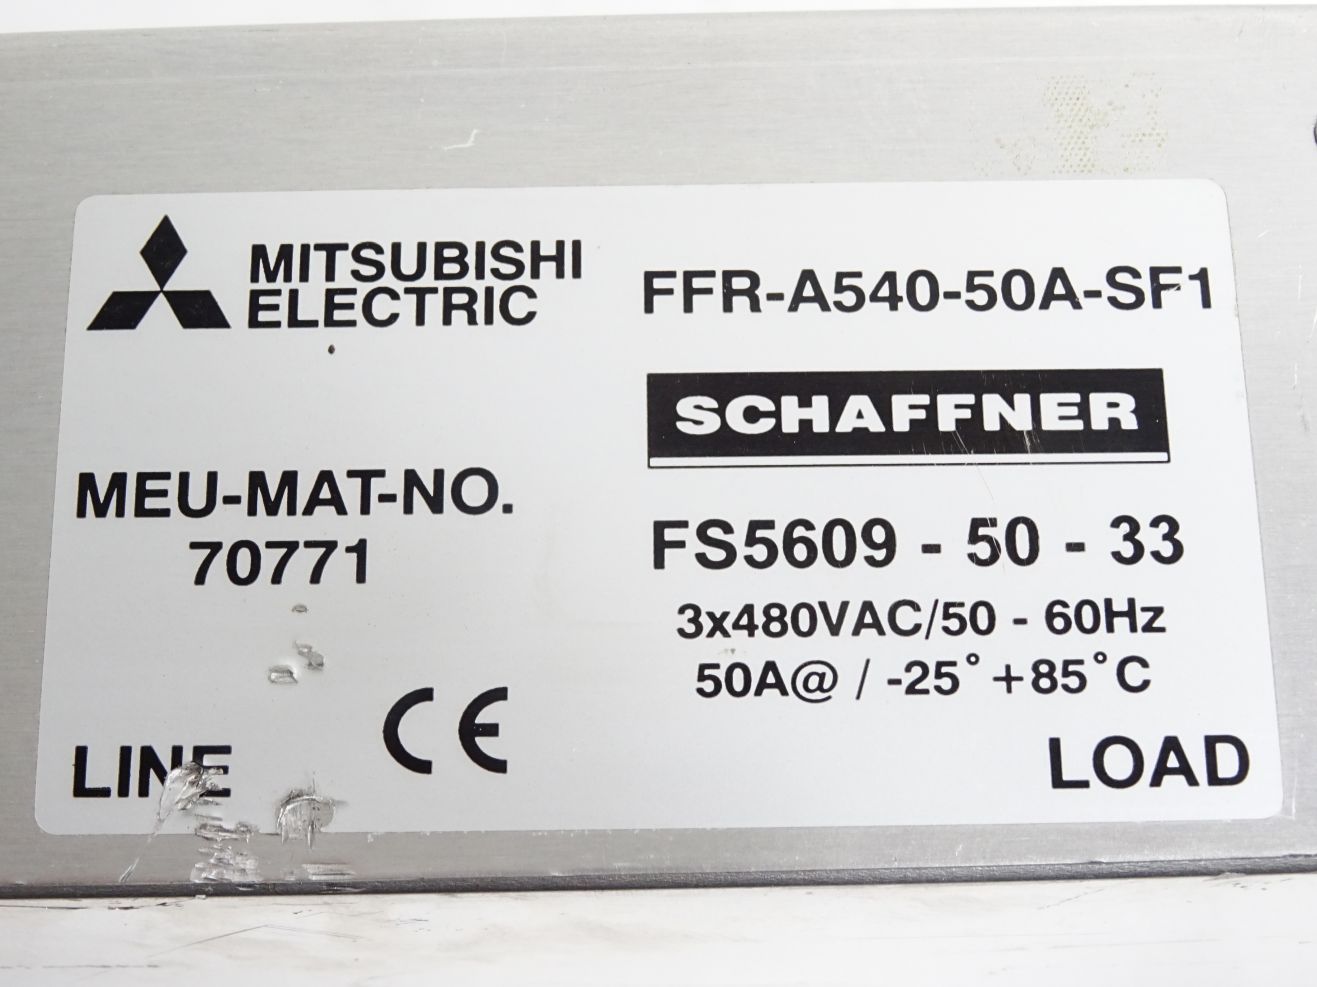 MITSUBISHI
ELECTRIC
FFR-A540-50A-SF1
SCHAFFNER
MEU-MAT-NO.
70771
FS5609 - 50 - 33
3x480VAC/50 - 60Hz
50A@ / -25° +85°C
CE
LINE
LOAD